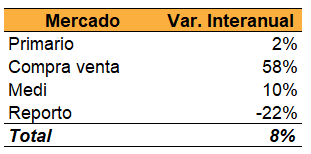 Mercado Var. Interanual
Primario 2%
Compra venta 58%
Medi 10%
Reporto -22%
Total 8%